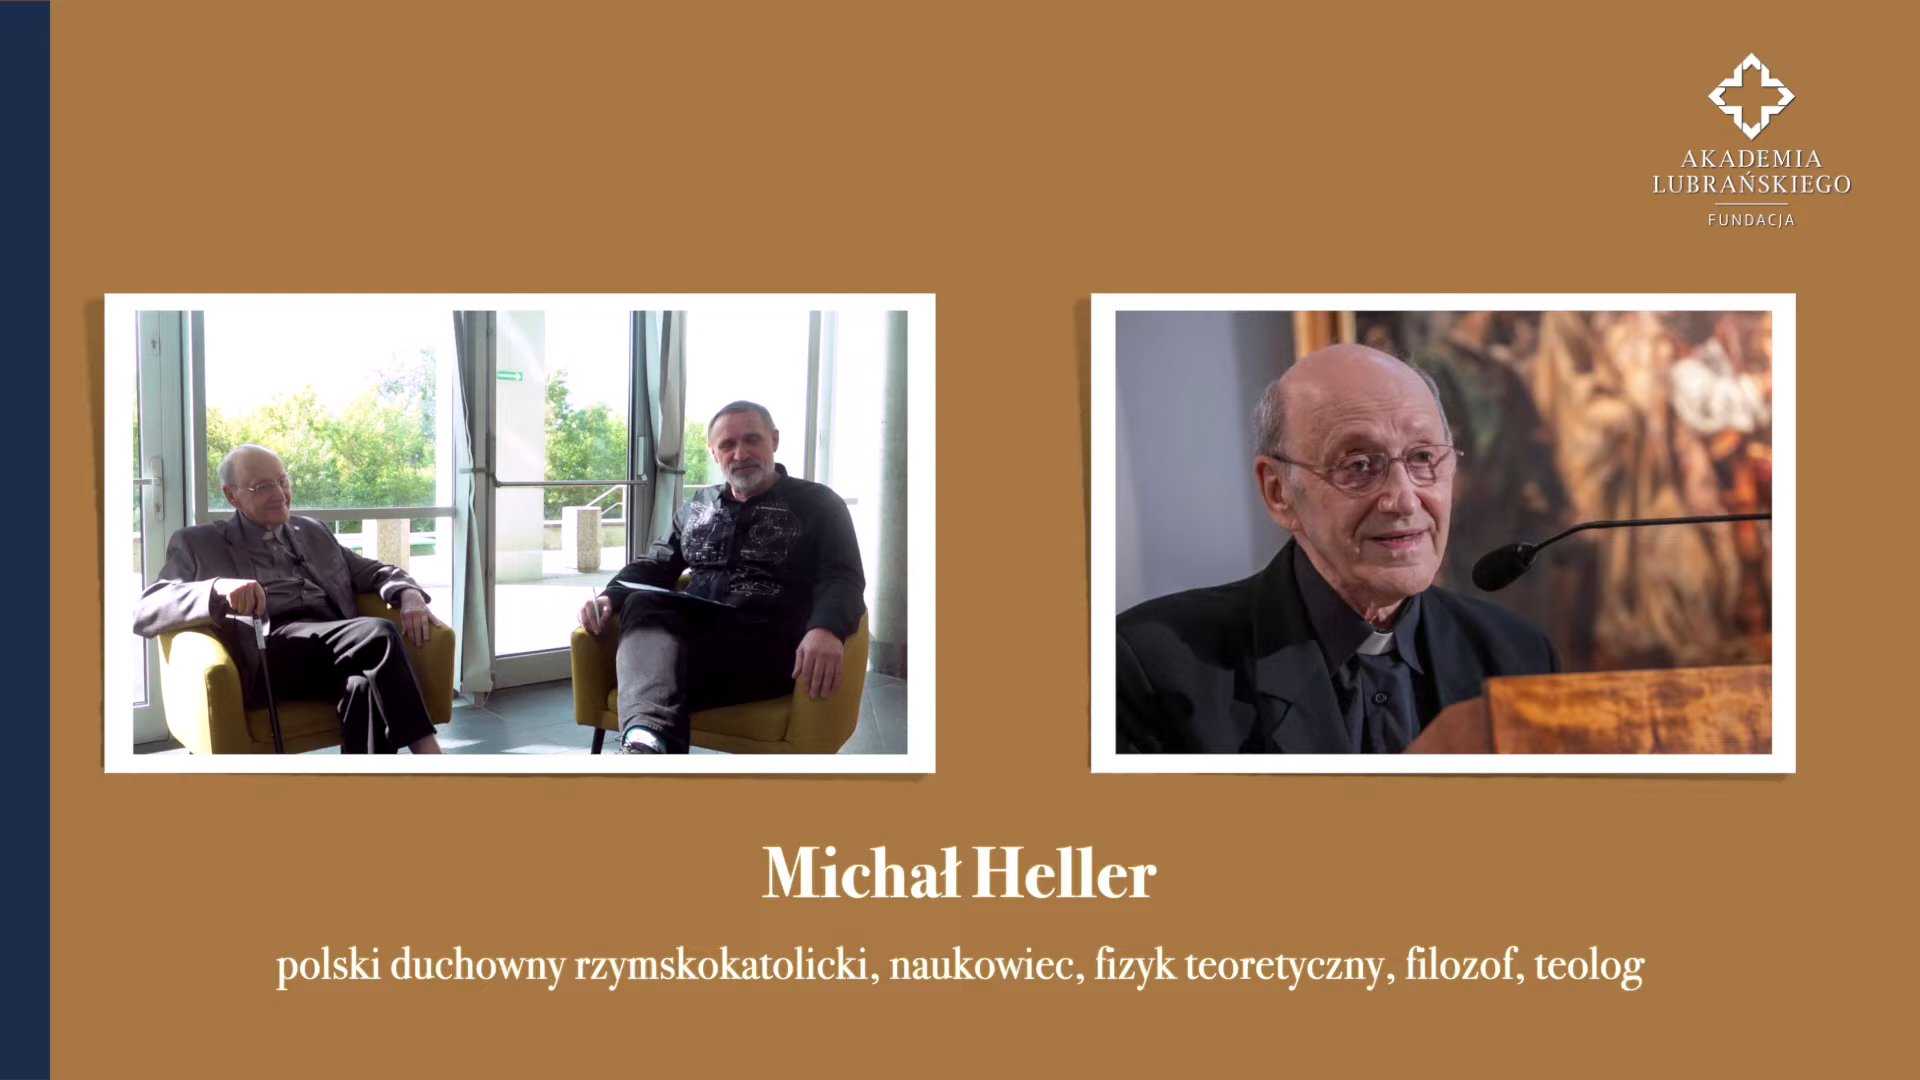 AKADEMIA
LUBRAŃSKIEGO
FUNDACJA
Michał Heller
polski duchowny rzymskokatolicki, naukowiec, fizyk teoretyczny, filozof, teolog